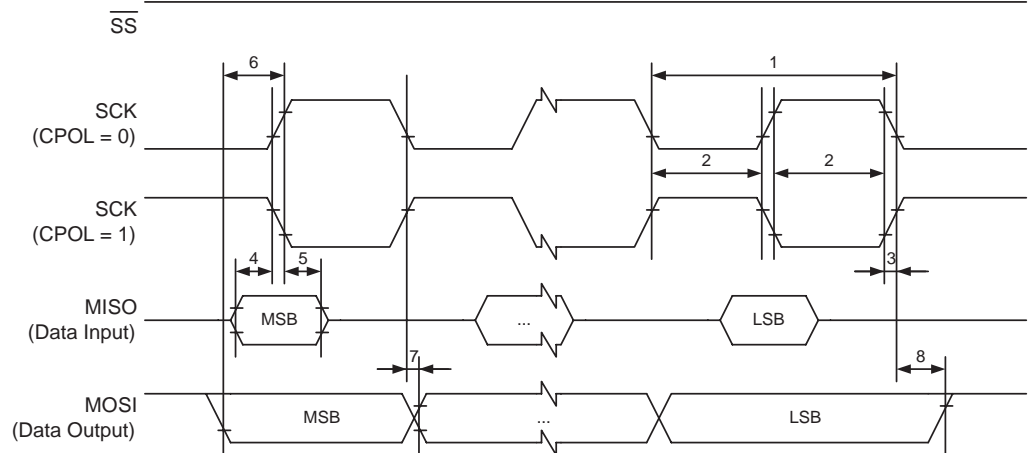 SS
6
1
SCK
(CPOL = 0)
2
2
SCK
(CPOL = 1)
4
5
3
MISO
(Data Input)
MSB
...
LSB
7
8
MOSI
(Data Output)
MSB
...
LSB